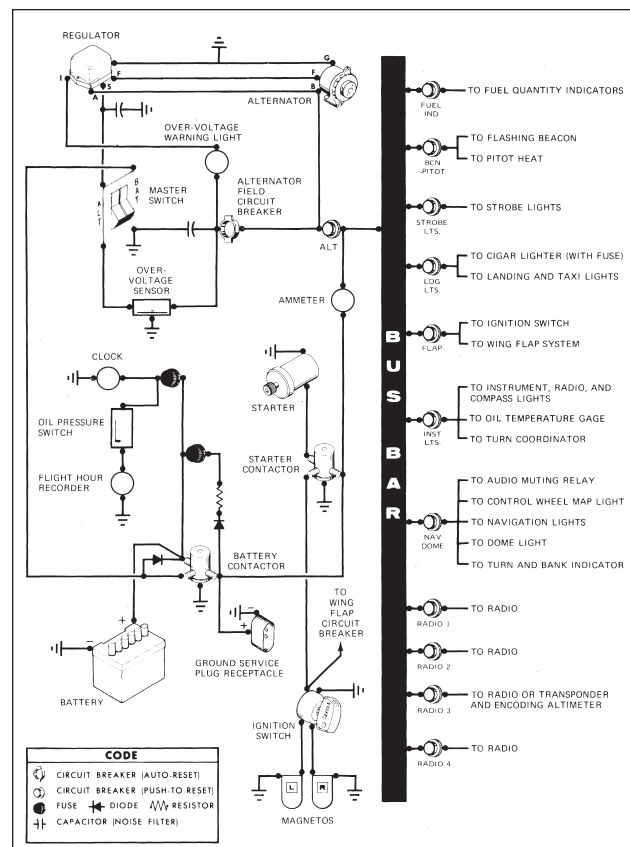 REGULATOR
I
F
S
A
G
F
B
ALTERNATOR
OVER-VOLTAGE
WARNING LIGHT
BAT
ALT
MASTER
SWITCH
ALTERNATOR
FIELD
CIRCUIT
BREAKER
ALT
OVER-
VOLTAGE
SENSOR
AMMETER
CLOCK
OIL PRESSURE
SWITCH
FLIGHT HOUR
RECORDER
STARTER
STARTER
CONTACTOR
BATTERY
CONTACTOR
+
−
BATTERY
−
+
GROUND SERVICE
PLUG RECEPTACLE
TO
WING
FLAP
CIRCUIT
BREAKER
IGNITION
SWITCH
L
R
MAGNETOS
BUS BAR
FUEL
IND
TO FUEL QUANTITY INDICATORS
BCN
-PITOT
TO FLASHING BEACON
TO PITOT HEAT
STROBE
LTS.
TO STROBE LIGHTS
LDG
LTS.
TO CIGAR LIGHTER (WITH FUSE)
TO LANDING AND TAXI LIGHTS
FLAP
TO IGNITION SWITCH
TO WING FLAP SYSTEM
INST
LTS.
TO INSTRUMENT, RADIO, AND
COMPASS LIGHTS
TO OIL TEMPERATURE GAGE
TO TURN COORDINATOR
NAV
DOME
TO AUDIO MUTING RELAY
TO CONTROL WHEEL MAP LIGHT
TO NAVIGATION LIGHTS
TO DOME LIGHT
TO TURN AND BANK INDICATOR
RADIO 1
TO RADIO
RADIO 2
TO RADIO
RADIO 3
TO RADIO OR TRANSPONDER
AND ENCODING ALTIMETER
RADIO 4
TO RADIO
CODE
CIRCUIT BREAKER (AUTO-RESET)
CIRCUIT BREAKER (PUSH-TO-RESET)
FUSE DIODE RESISTOR
CAPACITOR (NOISE FILTER)